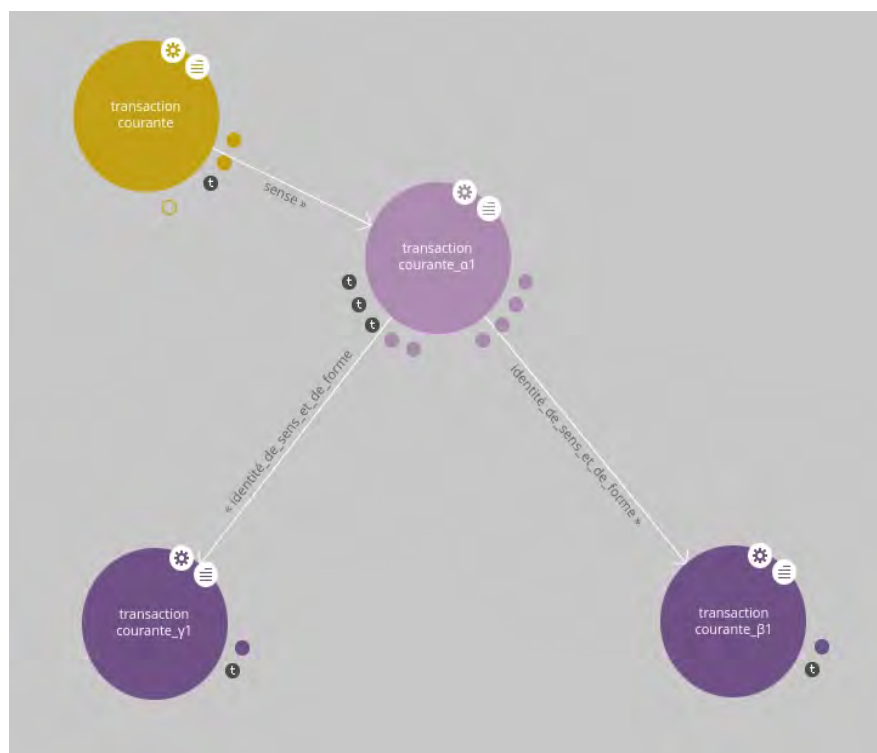 transaction
courante
t
sense »
transaction
courante_α1
t
t
t
« identité_de_sens_et_de_forme
identité_de_sens_et_de_forme »
transaction
courante_γ1
t
transaction
courante_β1
t